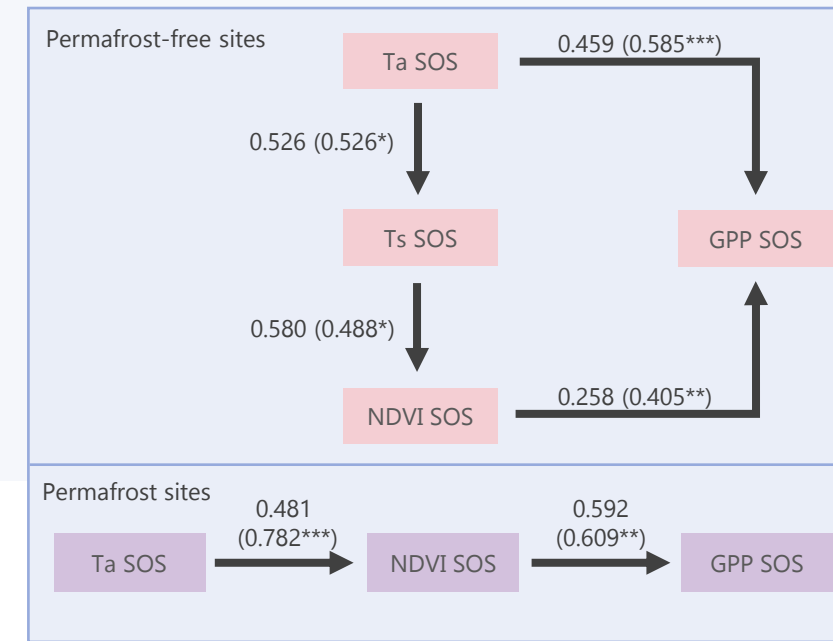 Permafrost-free sites
0.459 (0.585***)
Ta SOS
0.526 (0.526*)
Ts SOS
GPP SOS
0.580 (0.488*)
0.258 (0.405**)
NDVI SOS
Permafrost sites
0.481
(0.782***)
0.592
(0.609**)
Ta SOS
NDVI SOS
GPP SOS